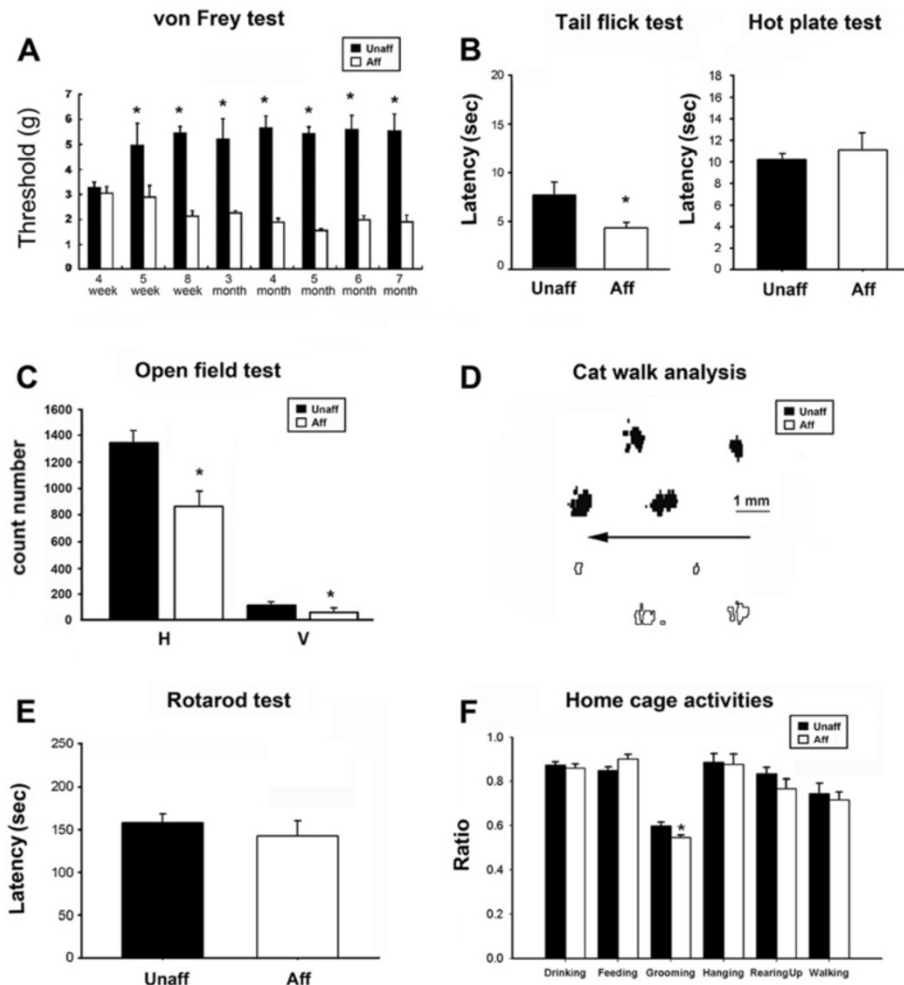 von Frey test
A
Unaff
Aff
Threshold (g)
7
6
5
4
3
2
1
0
4 week
5 week
8 week
3 month
4 month
5 month
6 month
7 month
* * * * * * *
B
Tail flick test
Latency (sec)
20
15
10
5
0
*
Unaff Aff
Hot plate test
Latency (sec)
18
16
14
12
10
8
6
4
2
0
Unaff Aff
C
Open field test
Unaff
Aff
count number
1600
1400
1200
1000
800
600
400
200
0
*
*
H V
D
Cat walk analysis
Unaff
Aff
1 mm
E
Rotarod test
Latency (sec)
250
200
150
100
50
0
Unaff Aff
F
Home cage activities
Unaff
Aff
Ratio
1.0
0.8
0.6
0.4
0.2
0.0
*
Drinking Feeding Grooming Hanging RearingUp Walking